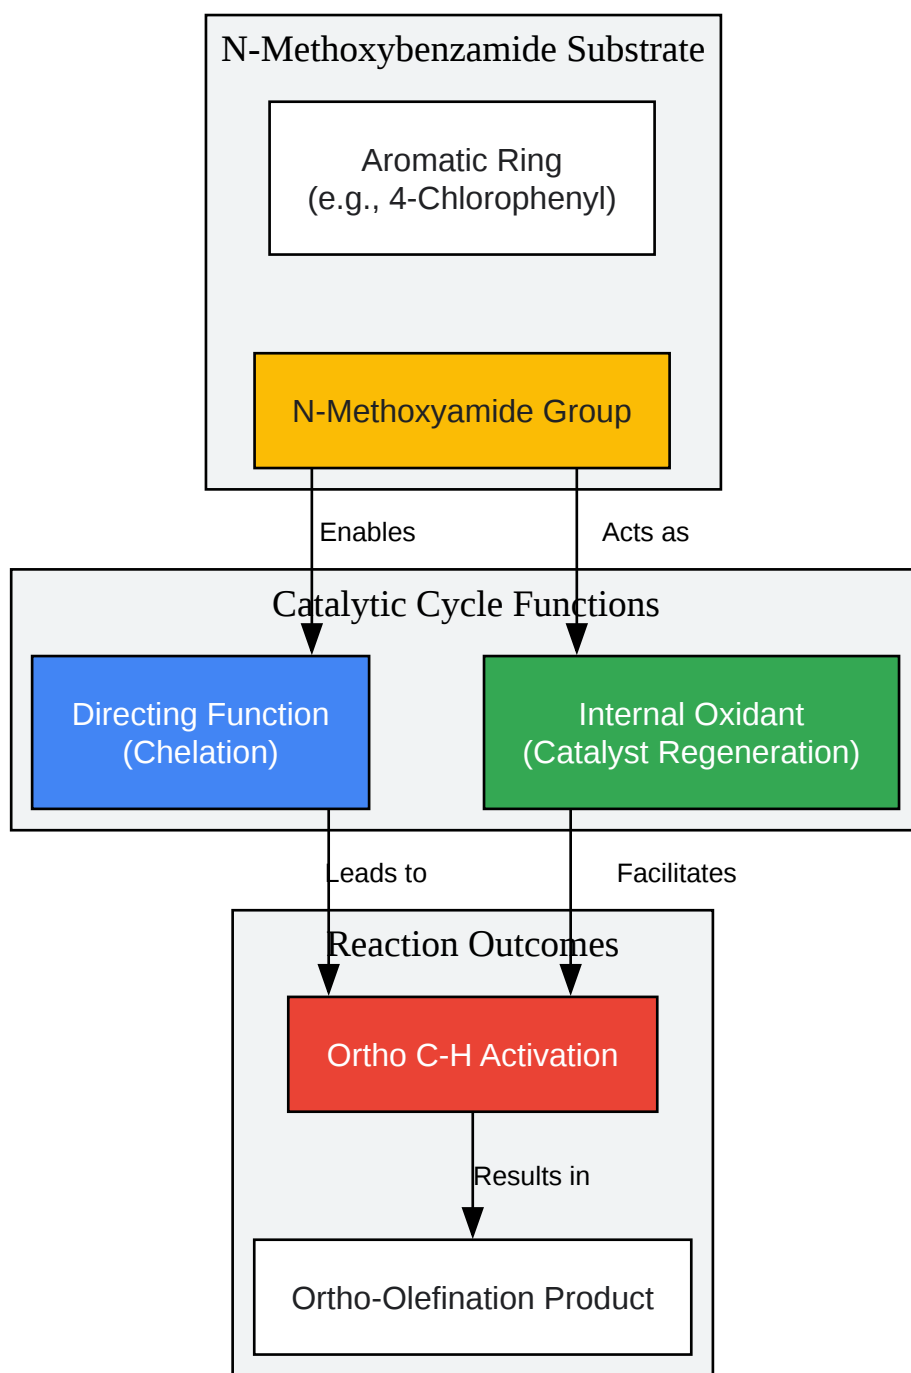 N-Methoxybenzamide Substrate
Aromatic Ring
(e.g., 4-Chlorophenyl)
N-Methoxyamide Group
Enables
Acts as
Catalytic Cycle Functions
Directing Function
(Chelation)
Internal Oxidant
(Catalyst Regeneration)
Leads to
Facilitates
Reaction Outcomes
Ortho C-H Activation
Results in
Ortho-Olefination Product